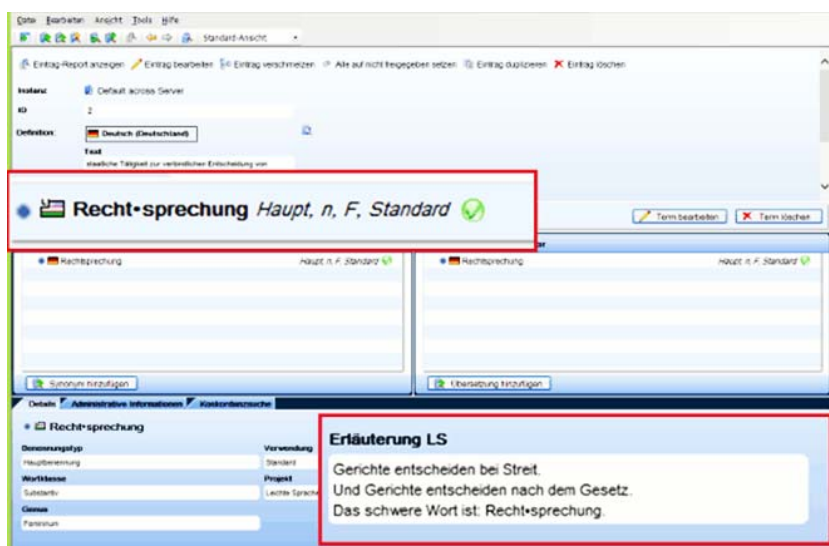 Datei Bearbeiten Ansicht Tools Hilfe
Standard-Ansicht
Eintrag-Report anzeigen Eintrag bearbeiten Eintrag verschmelzen Alle auf nicht freigegeben setzen Eintrag duplizieren Eintrag löschen
Instanz: Default across Server
ID 2
Definition: Deutsch (Deutschland)
Text
staatliche Tätigkeit zur verbindlichen Entscheidung von
Recht•sprechung Haupt, n, F, Standard
Term bearbeiten Term löschen
Rechtsprechung Haupt, n, F, Standard Rechtsprechung Haupt, n, F, Standard
Synonym hinzufügen Übersetzung hinzufügen
Details Administrative Informationen Konkordanzsuche
Recht•sprechung
Benennungstyp Verwendung
Hauptbenennung Standard
Wortklasse Projekt
Substantiv Leichte Sprache
Genus
Femininum
Erläuterung LS
Gerichte entscheiden bei Streit.
Und Gerichte entscheiden nach dem Gesetz.
Das schwere Wort ist: Recht•sprechung.